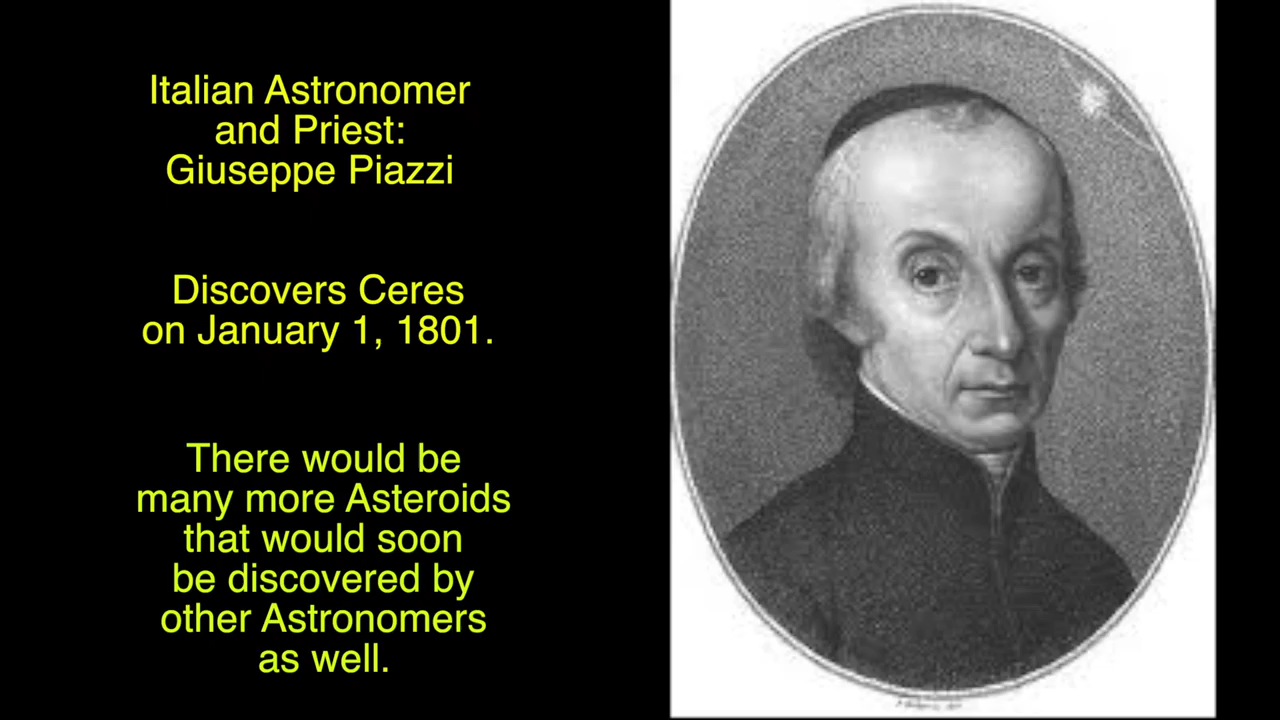 Italian Astronomer
and Priest:
Giuseppe Piazzi
Discovers Ceres
on January 1, 1801.
There would be
many more Asteroids
that would soon
be discovered by
other Astronomers
as well.